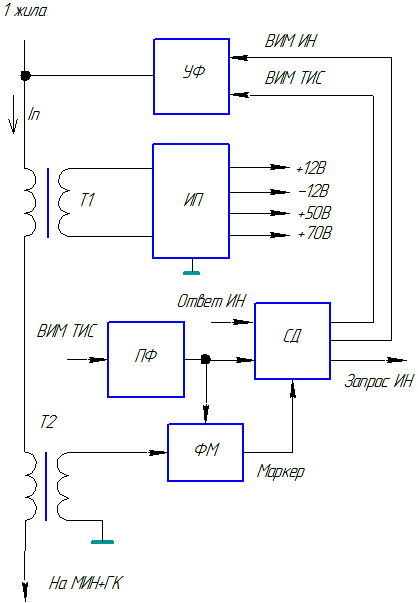 1 жила
ВИМ ИН
УФ
ВИМ ТИС
Iп
Т1
ИП
+12В
−12В
+50В
+70В
Ответ ИН
ВИМ ТИС
ПФ
СД
Запрос ИН
Т2
ФМ
Маркер
На МИН+ГК